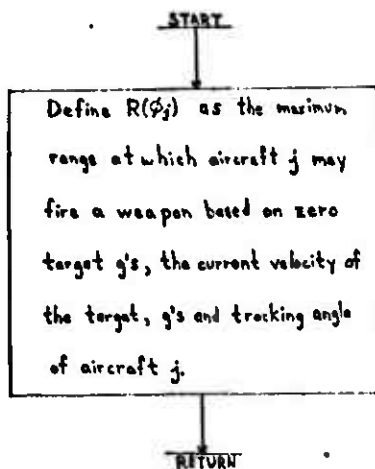 START
Define R(φj) as the maximum
range at which aircraft j may
fire a weapon based on zero
target g's, the current velocity of
the target, g's and tracking angle
of aircraft j.
RETURN